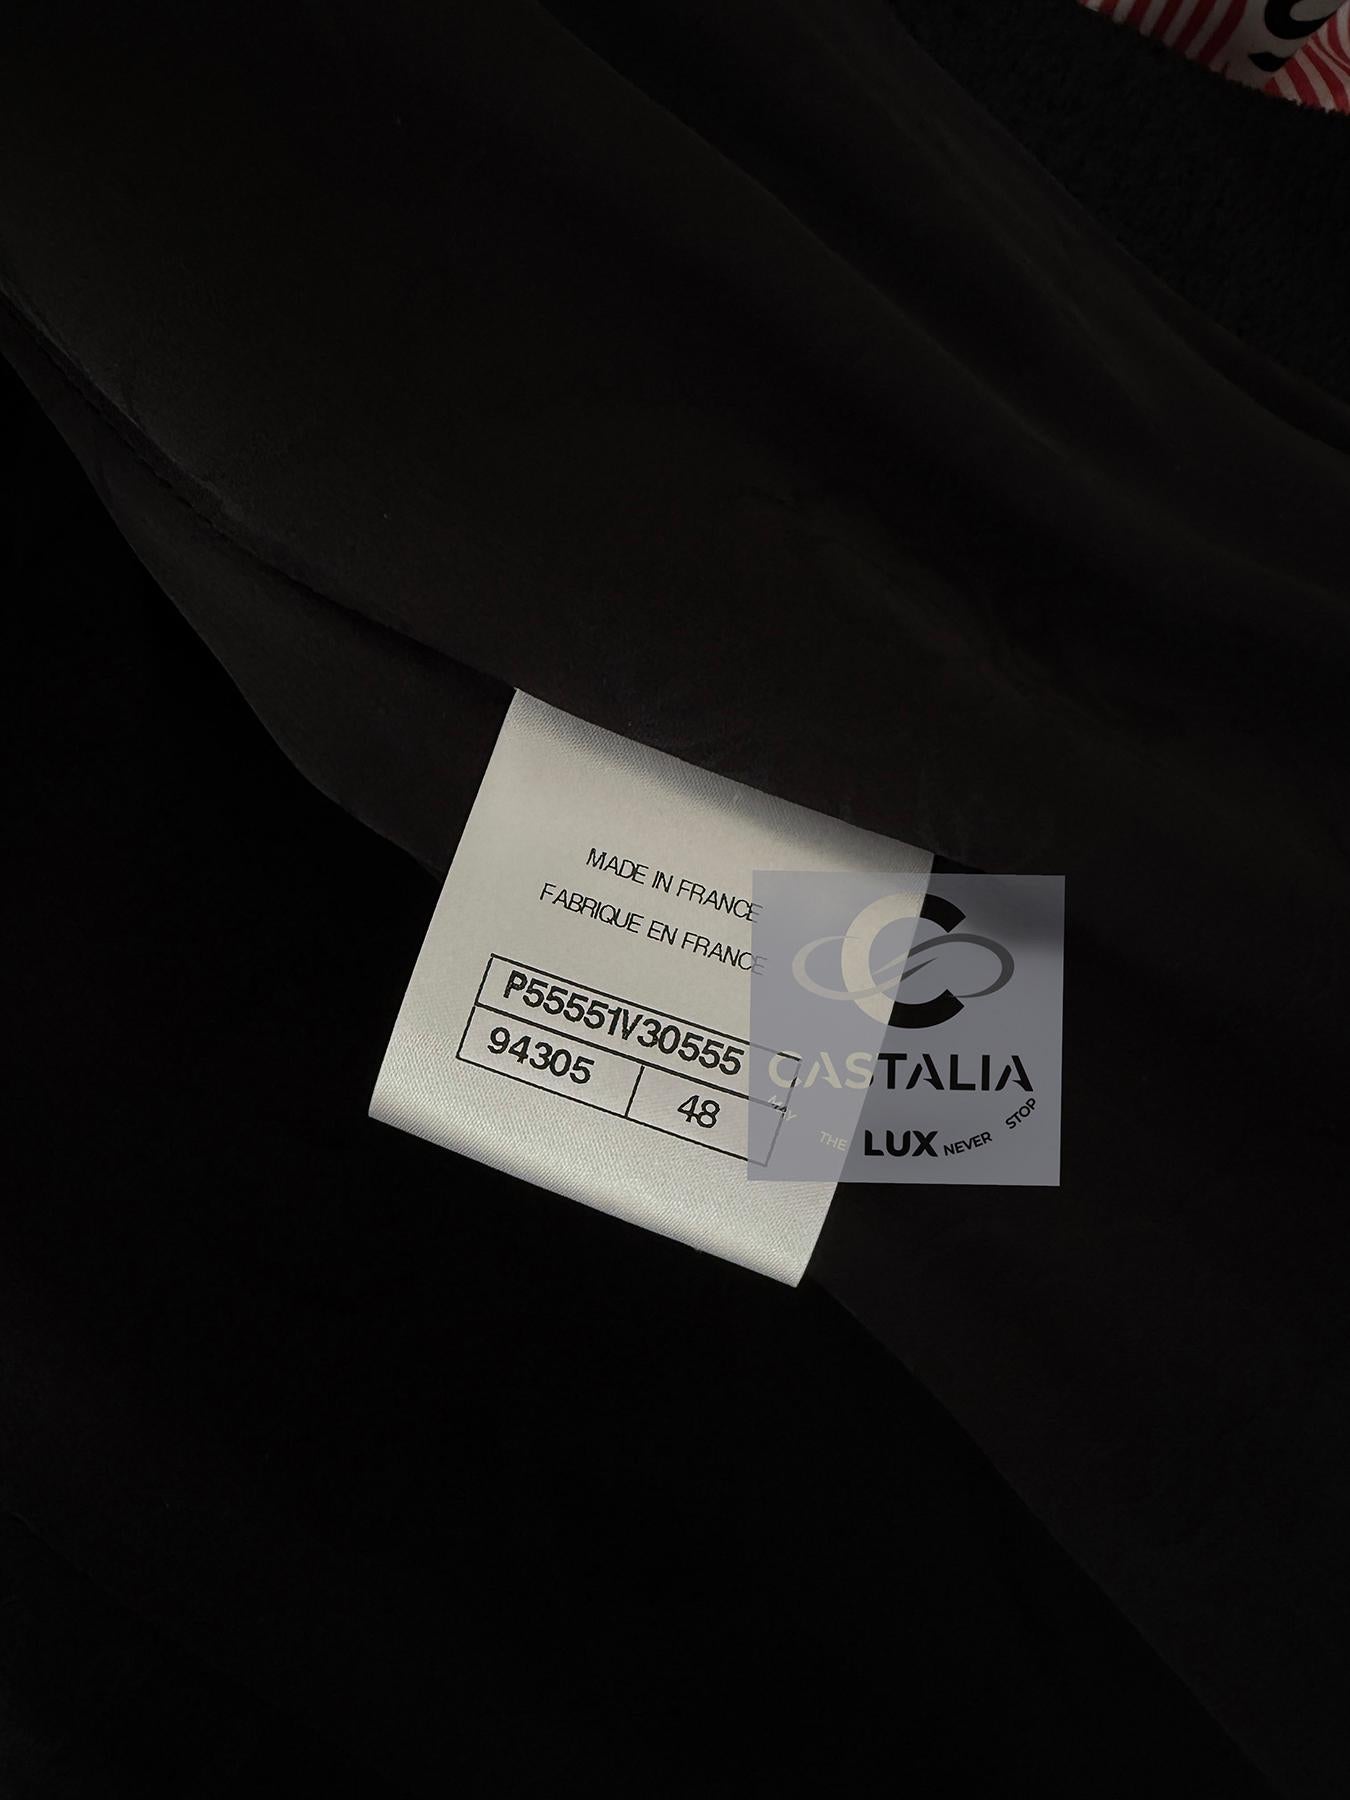 MADE IN FRANCE
FABRIQUE EN FRANCE
P55551V30555
94305 48
CASTALIA
MAY THE LUX NEVER STOP